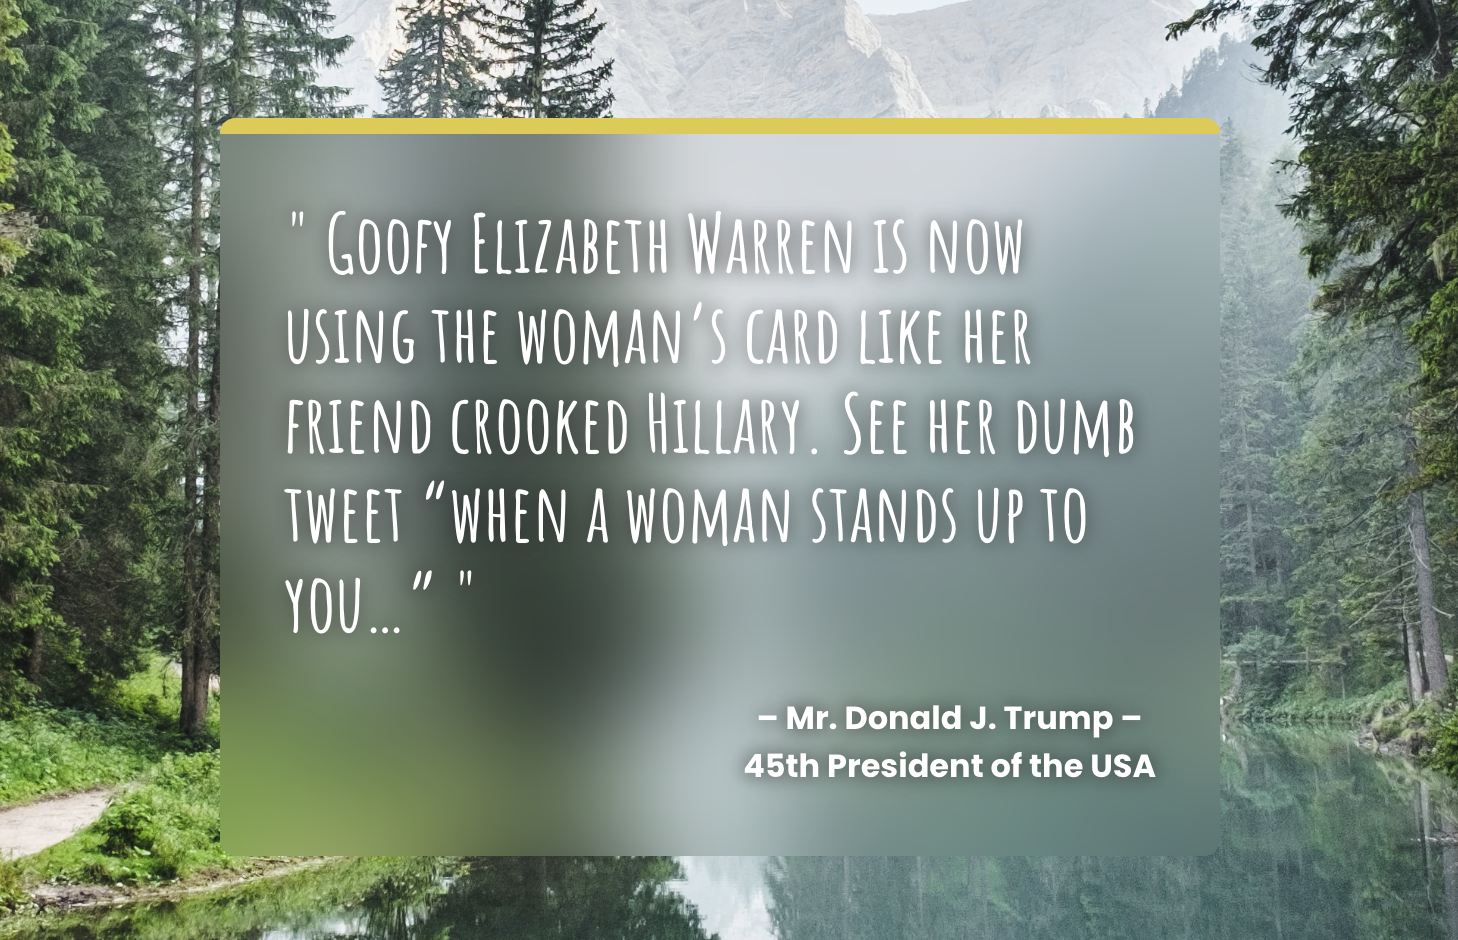 " Goofy Elizabeth Warren is now
using the woman’s card like her
friend crooked Hillary. See her dumb
tweet “when a woman stands up to
you…” "
– Mr. Donald J. Trump –
45th President of the USA